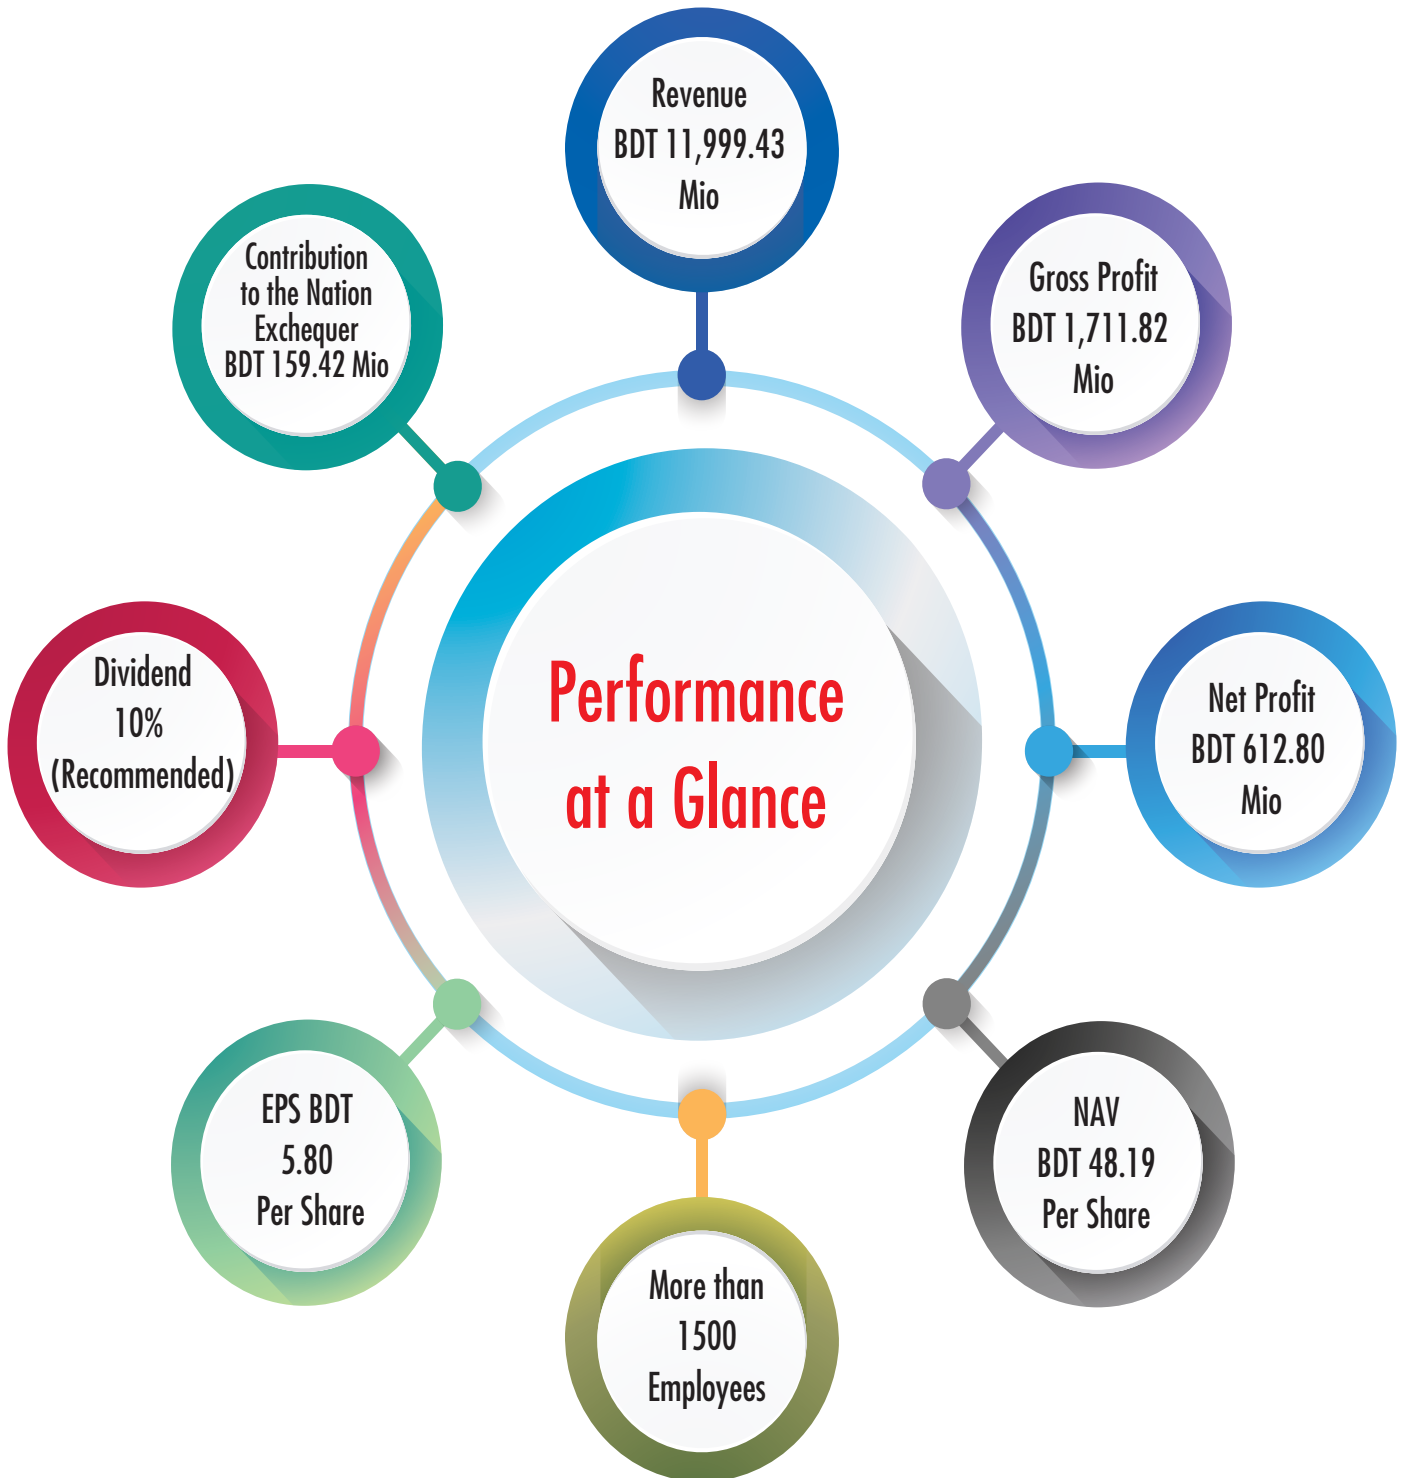 Performance
at a Glance
Revenue
BDT 11,999.43
Mio
Gross Profit
BDT 1,711.82
Mio
Net Profit
BDT 612.80
Mio
NAV
BDT 48.19
Per Share
More than
1500
Employees
EPS BDT
5.80
Per Share
Dividend
10%
(Recommended)
Contribution
to the Nation
Exchequer
BDT 159.42 Mio